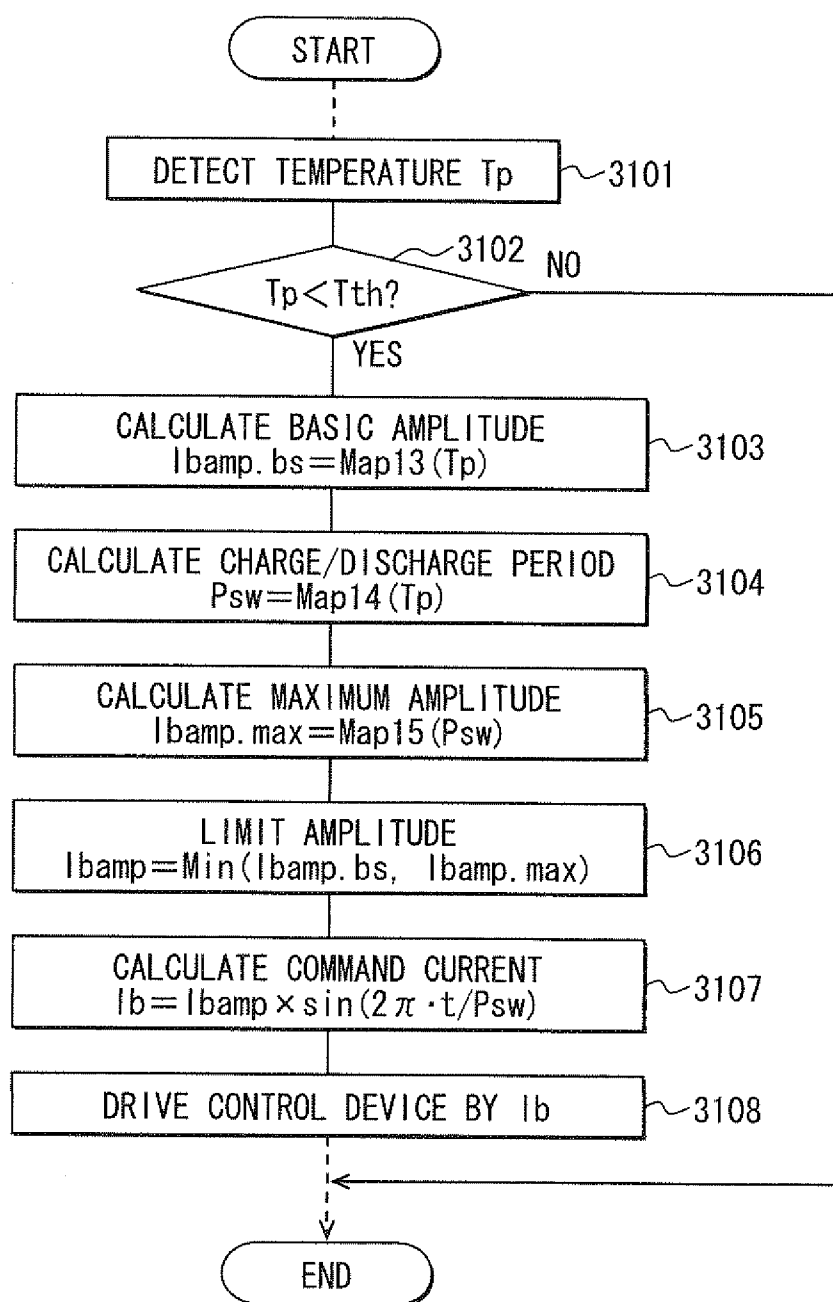 START
DETECT TEMPERATURE Tp
3101
3102
Tp<Tth?
NO
YES
CALCULATE BASIC AMPLITUDE
Ibamp.bs=Map13(Tp)
3103
CALCULATE CHARGE/DISCHARGE PERIOD
Psw=Map14(Tp)
3104
CALCULATE MAXIMUM AMPLITUDE
Ibamp.max=Map15(Psw)
3105
LIMIT AMPLITUDE
Ibamp=Min(Ibamp.bs, Ibamp.max)
3106
CALCULATE COMMAND CURRENT
Ib=Ibamp×sin(2π·t/Psw)
3107
DRIVE CONTROL DEVICE BY Ib
3108
END